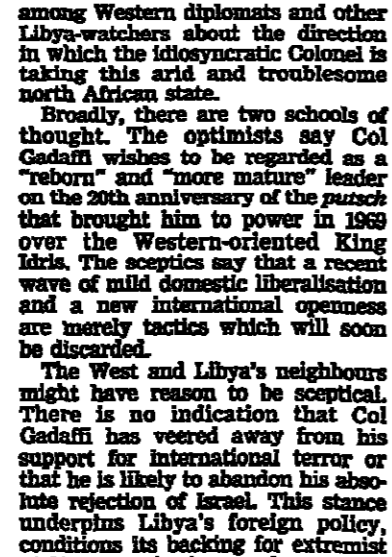 among Western diplomats and other
Libya-watchers about the direction
in which the idiosyncratic Colonel is
taking this arid and troublesome
north African state.
Broadly, there are two schools of
thought. The optimists say Col
Gadaffi wishes to be regarded as a
"reborn" and "more mature" leader
on the 20th anniversary of the putsch
that brought him to power in 1969
over the Western-oriented King
Idris. The sceptics say that a recent
wave of mild domestic liberalisation
and a new international openness
are merely tactics which will soon
be discarded.
The West and Libya's neighbours
might have reason to be sceptical.
There is no indication that Col
Gadaffi has veered away from his
support for international terror or
that he is likely to abandon his abso-
lute rejection of Israel. This stance
underpins Libya's foreign policy,
conditions its backing for extremist